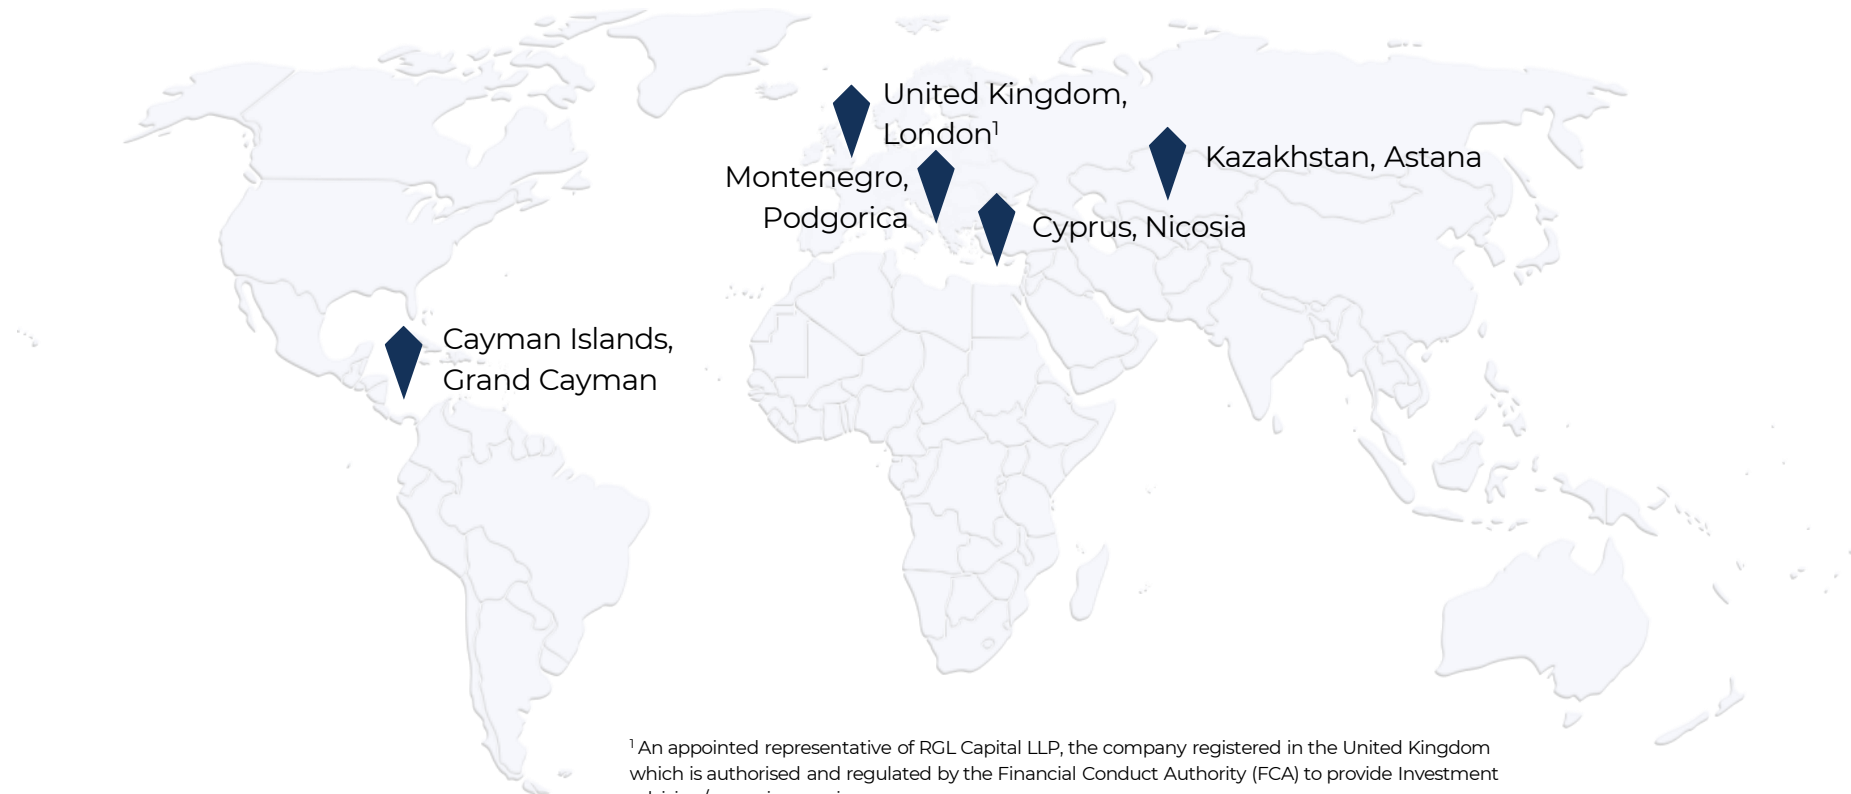 United Kingdom,
London¹
Kazakhstan, Astana
Montenegro,
Podgorica
Cyprus, Nicosia
Cayman Islands,
Grand Cayman
¹ An appointed representative of RGL Capital LLP, the company registered in the United Kingdom
which is authorised and regulated by the Financial Conduct Authority (FCA) to provide Investment